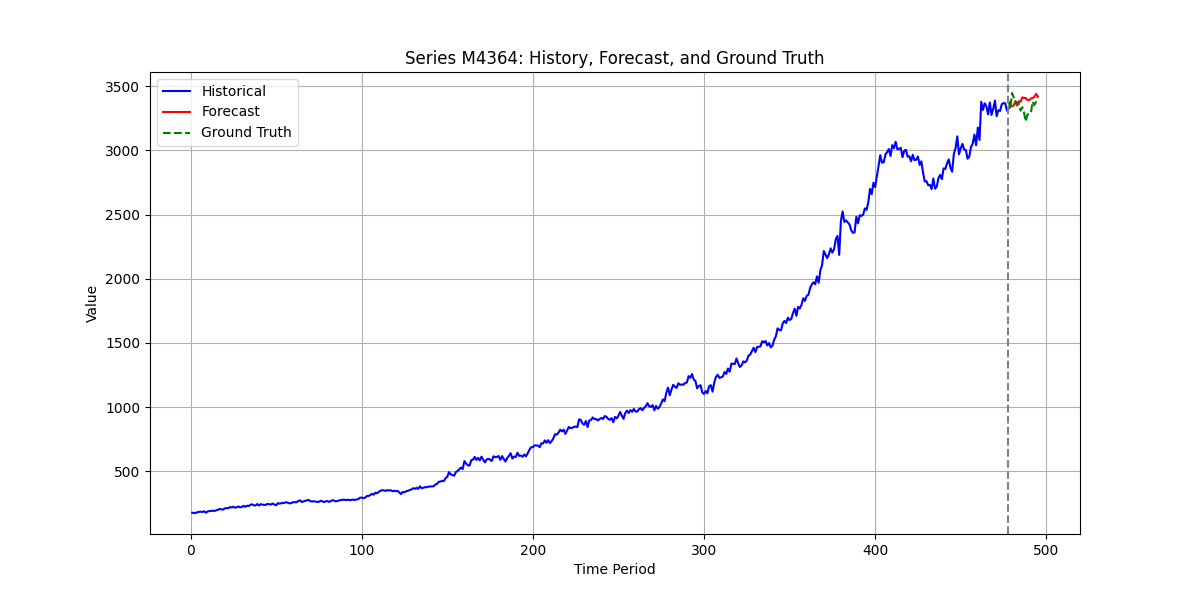 Series M4364: History, Forecast, and Ground Truth
Historical
Forecast
Ground Truth
Value
3500
3000
2500
2000
1500
1000
500
0 100 200 300 400 500
Time Period